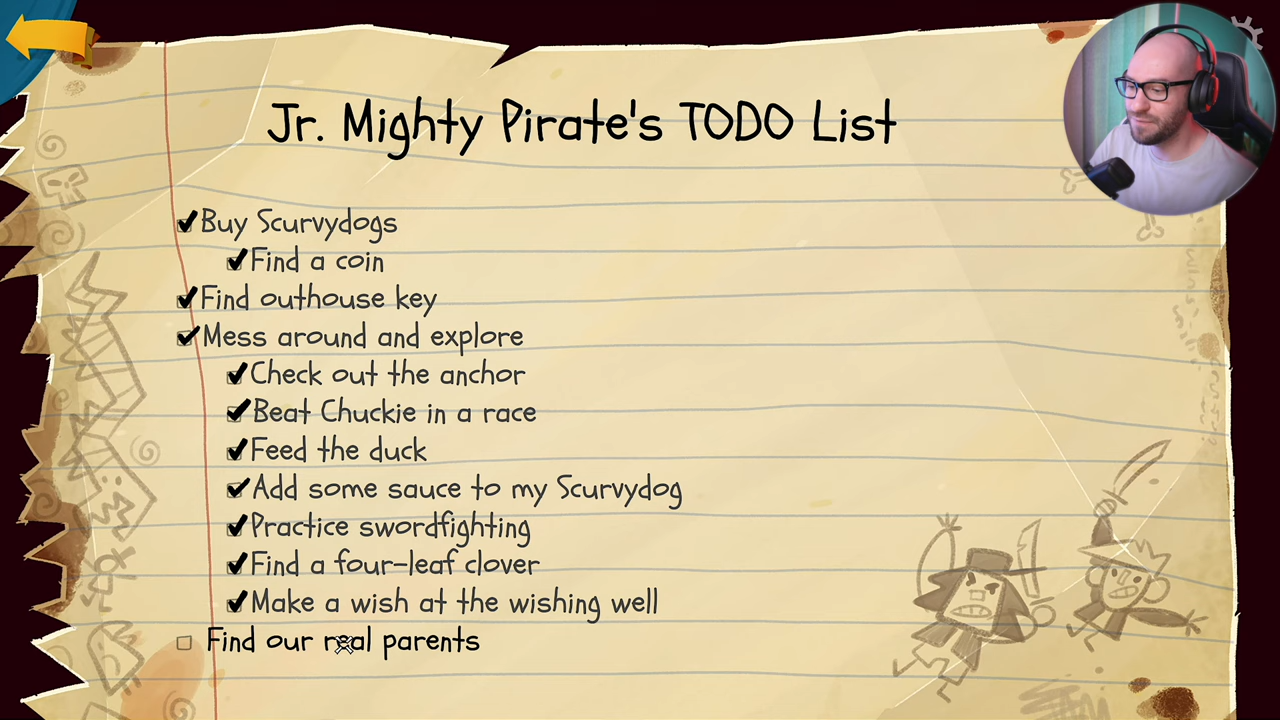 Jr. Mighty Pirate's TODO List
Buy Scurvydogs
Find a coin
Find outhouse key
Mess around and explore
Check out the anchor
Beat Chuckie in a race
Feed the duck
Add some sauce to my Scurvydog
Practice swordfighting
Find a four-leaf clover
Make a wish at the wishing well
Find our real parents